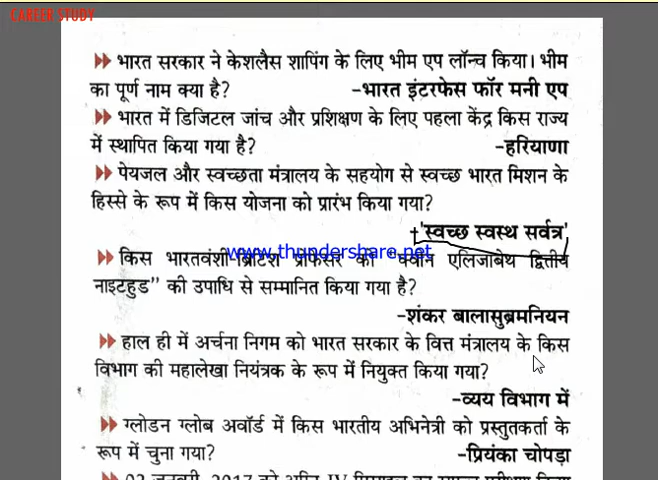 CAREER STUDY
भारत सरकार ने केशलैस शापिंग के लिए भीम एप लॉन्च किया। भीम
का पूर्ण नाम क्या है? -भारत इंटरफेस फॉर मनी एप
भारत में डिजिटल जांच और प्रशिक्षण के लिए पहला केंद्र किस राज्य
में स्थापित किया गया है? -हरियाणा
पेयजल और स्वच्छता मंत्रालय के सहयोग से स्वच्छ भारत मिशन के
हिस्से के रूप में किस योजना को प्रारंभ किया गया?
-'स्वच्छ स्वस्थ सर्वत्र'
www.thundershare.net
किस भारतवंशी ब्रिटिश प्रोफेसर को "क्वीन एलिजाबेथ द्वितीय
नाइटहुड" की उपाधि से सम्मानित किया गया है?
-शंकर बालासुब्रमनियन
हाल ही में अर्चना निगम को भारत सरकार के वित्त मंत्रालय के किस
विभाग की महालेखा नियंत्रक के रूप में नियुक्त किया गया?
-व्यय विभाग में
ग्लोडन ग्लोब अवॉर्ड में किस भारतीय अभिनेत्री को प्रस्तुतकर्ता के
रूप में चुना गया? -प्रियंका चोपड़ा